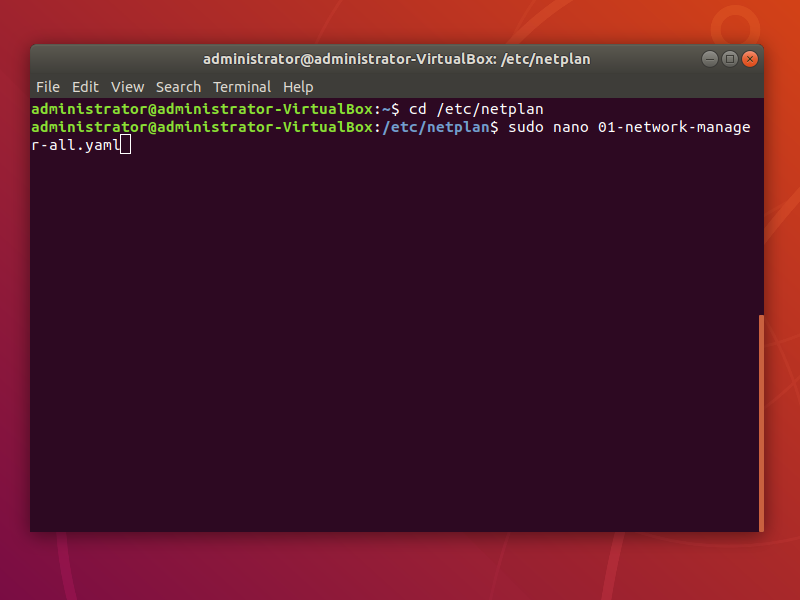 administrator@administrator-VirtualBox: /etc/netplan
File Edit View Search Terminal Help
administrator@administrator-VirtualBox:~$ cd /etc/netplan
administrator@administrator-VirtualBox:/etc/netplan$ sudo nano 01-network-manage
r-all.yaml